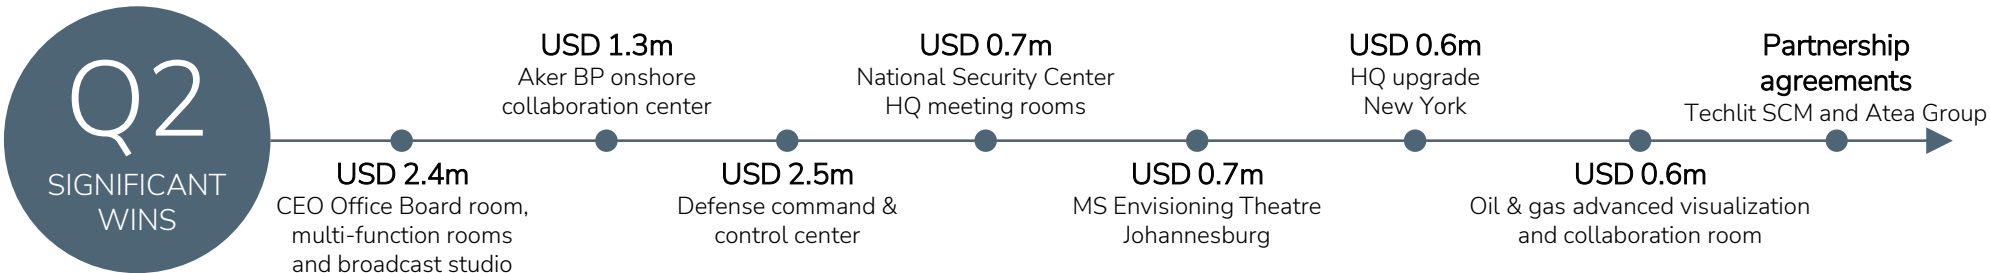 Q2
SIGNIFICANT
WINS
USD 2.4m
CEO Office Board room,
multi-function rooms
and broadcast studio
USD 1.3m
Aker BP onshore
collaboration center
USD 2.5m
Defense command &
control center
USD 0.7m
National Security Center
HQ meeting rooms
USD 0.7m
MS Envisioning Theatre
Johannesburg
USD 0.6m
HQ upgrade
New York
USD 0.6m
Oil & gas advanced visualization
and collaboration room
Partnership
agreements
Techlit SCM and Atea Group